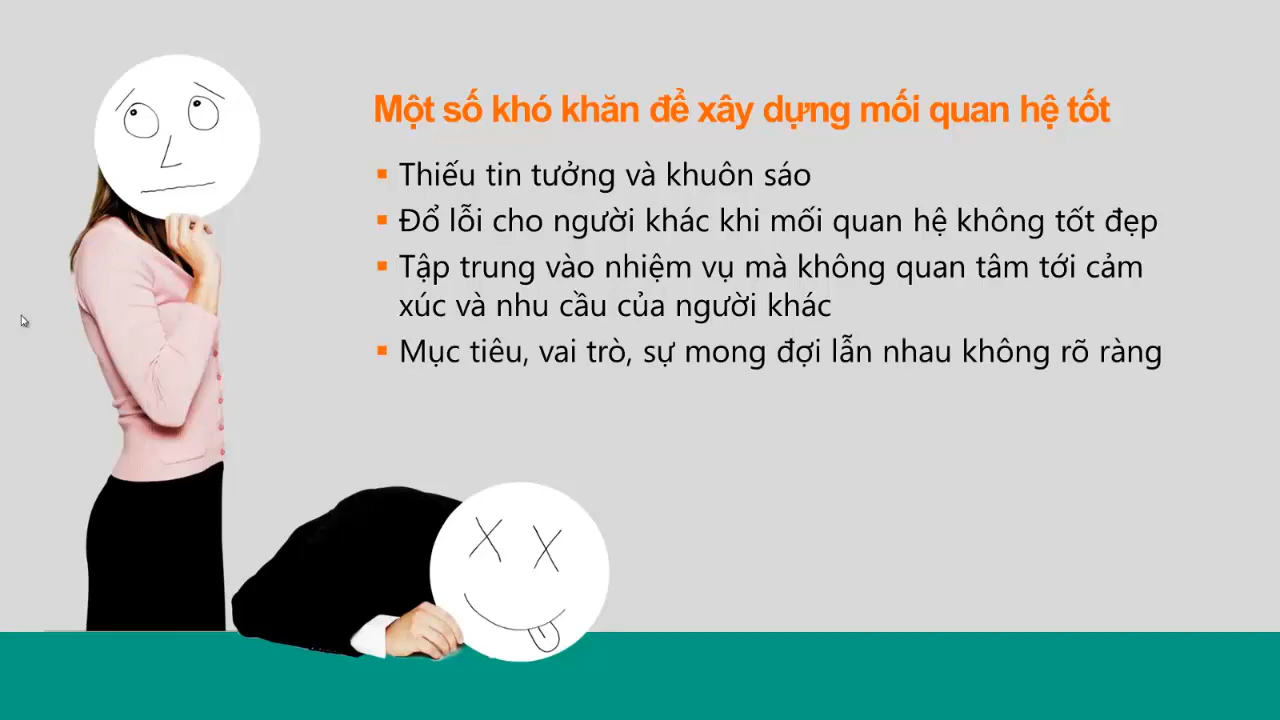 Một số khó khăn để xây dựng mối quan hệ tốt
▪ Thiếu tin tưởng và khuôn sáo
▪ Đổ lỗi cho người khác khi mối quan hệ không tốt đẹp
▪ Tập trung vào nhiệm vụ mà không quan tâm tới cảm
xúc và nhu cầu của người khác
▪ Mục tiêu, vai trò, sự mong đợi lẫn nhau không rõ ràng